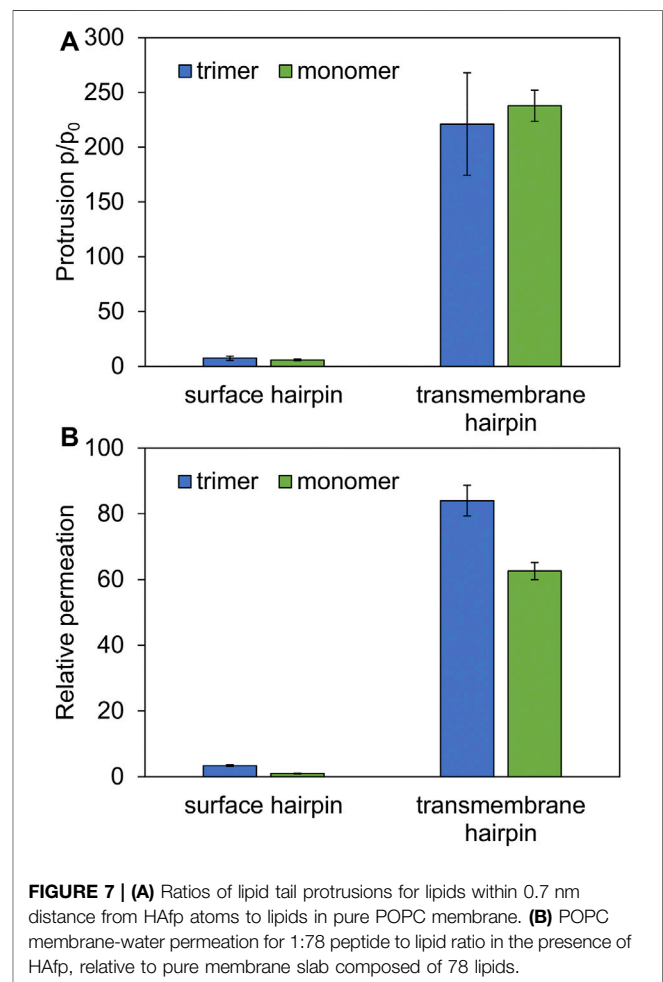 A
300
trimer monomer
250
200
150
100
50
0
Protrusion p/p0
surface hairpin transmembrane
hairpin
B
100
trimer monomer
80
60
40
20
0
Relative permeation
surface hairpin transmembrane
hairpin
FIGURE 7 | (A) Ratios of lipid tail protrusions for lipids within 0.7 nm
distance from HAfp atoms to lipids in pure POPC membrane. (B) POPC
membrane-water permeation for 1:78 peptide to lipid ratio in the presence of
HAfp, relative to pure membrane slab composed of 78 lipids.